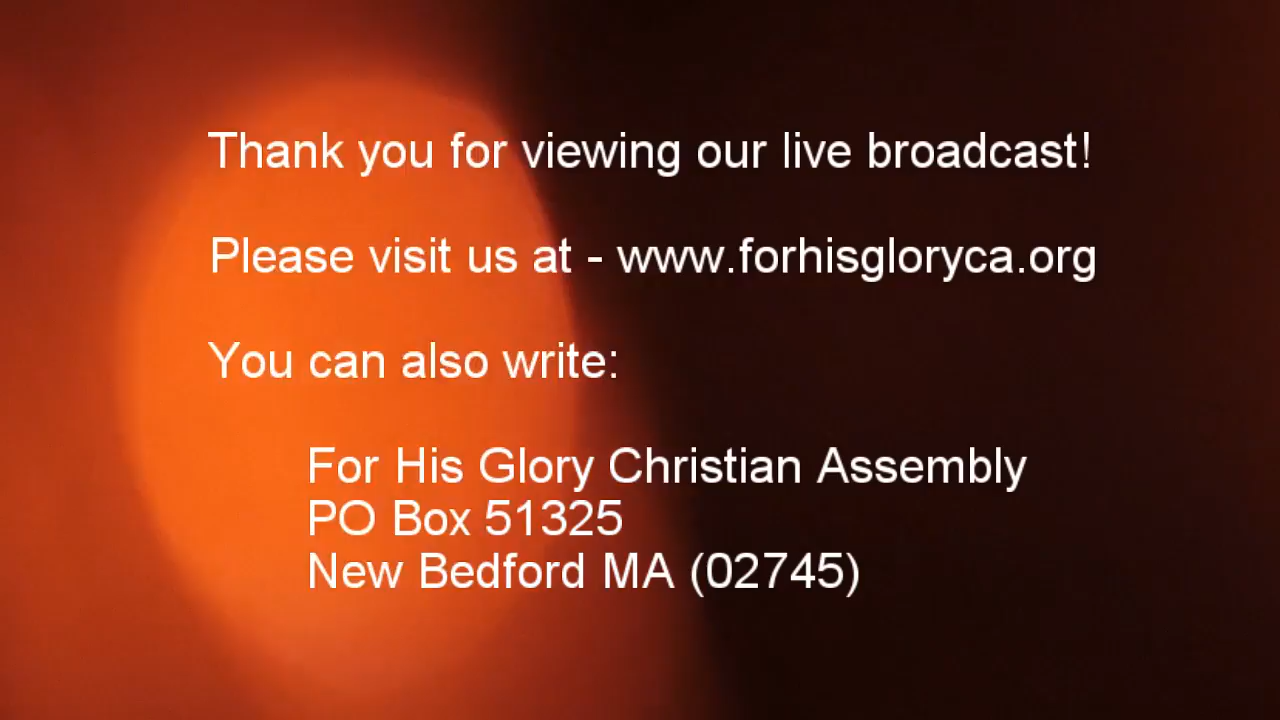 Thank you for viewing our live broadcast!
Please visit us at - www.forhisgloryca.org
You can also write:
For His Glory Christian Assembly
PO Box 51325
New Bedford MA (02745)